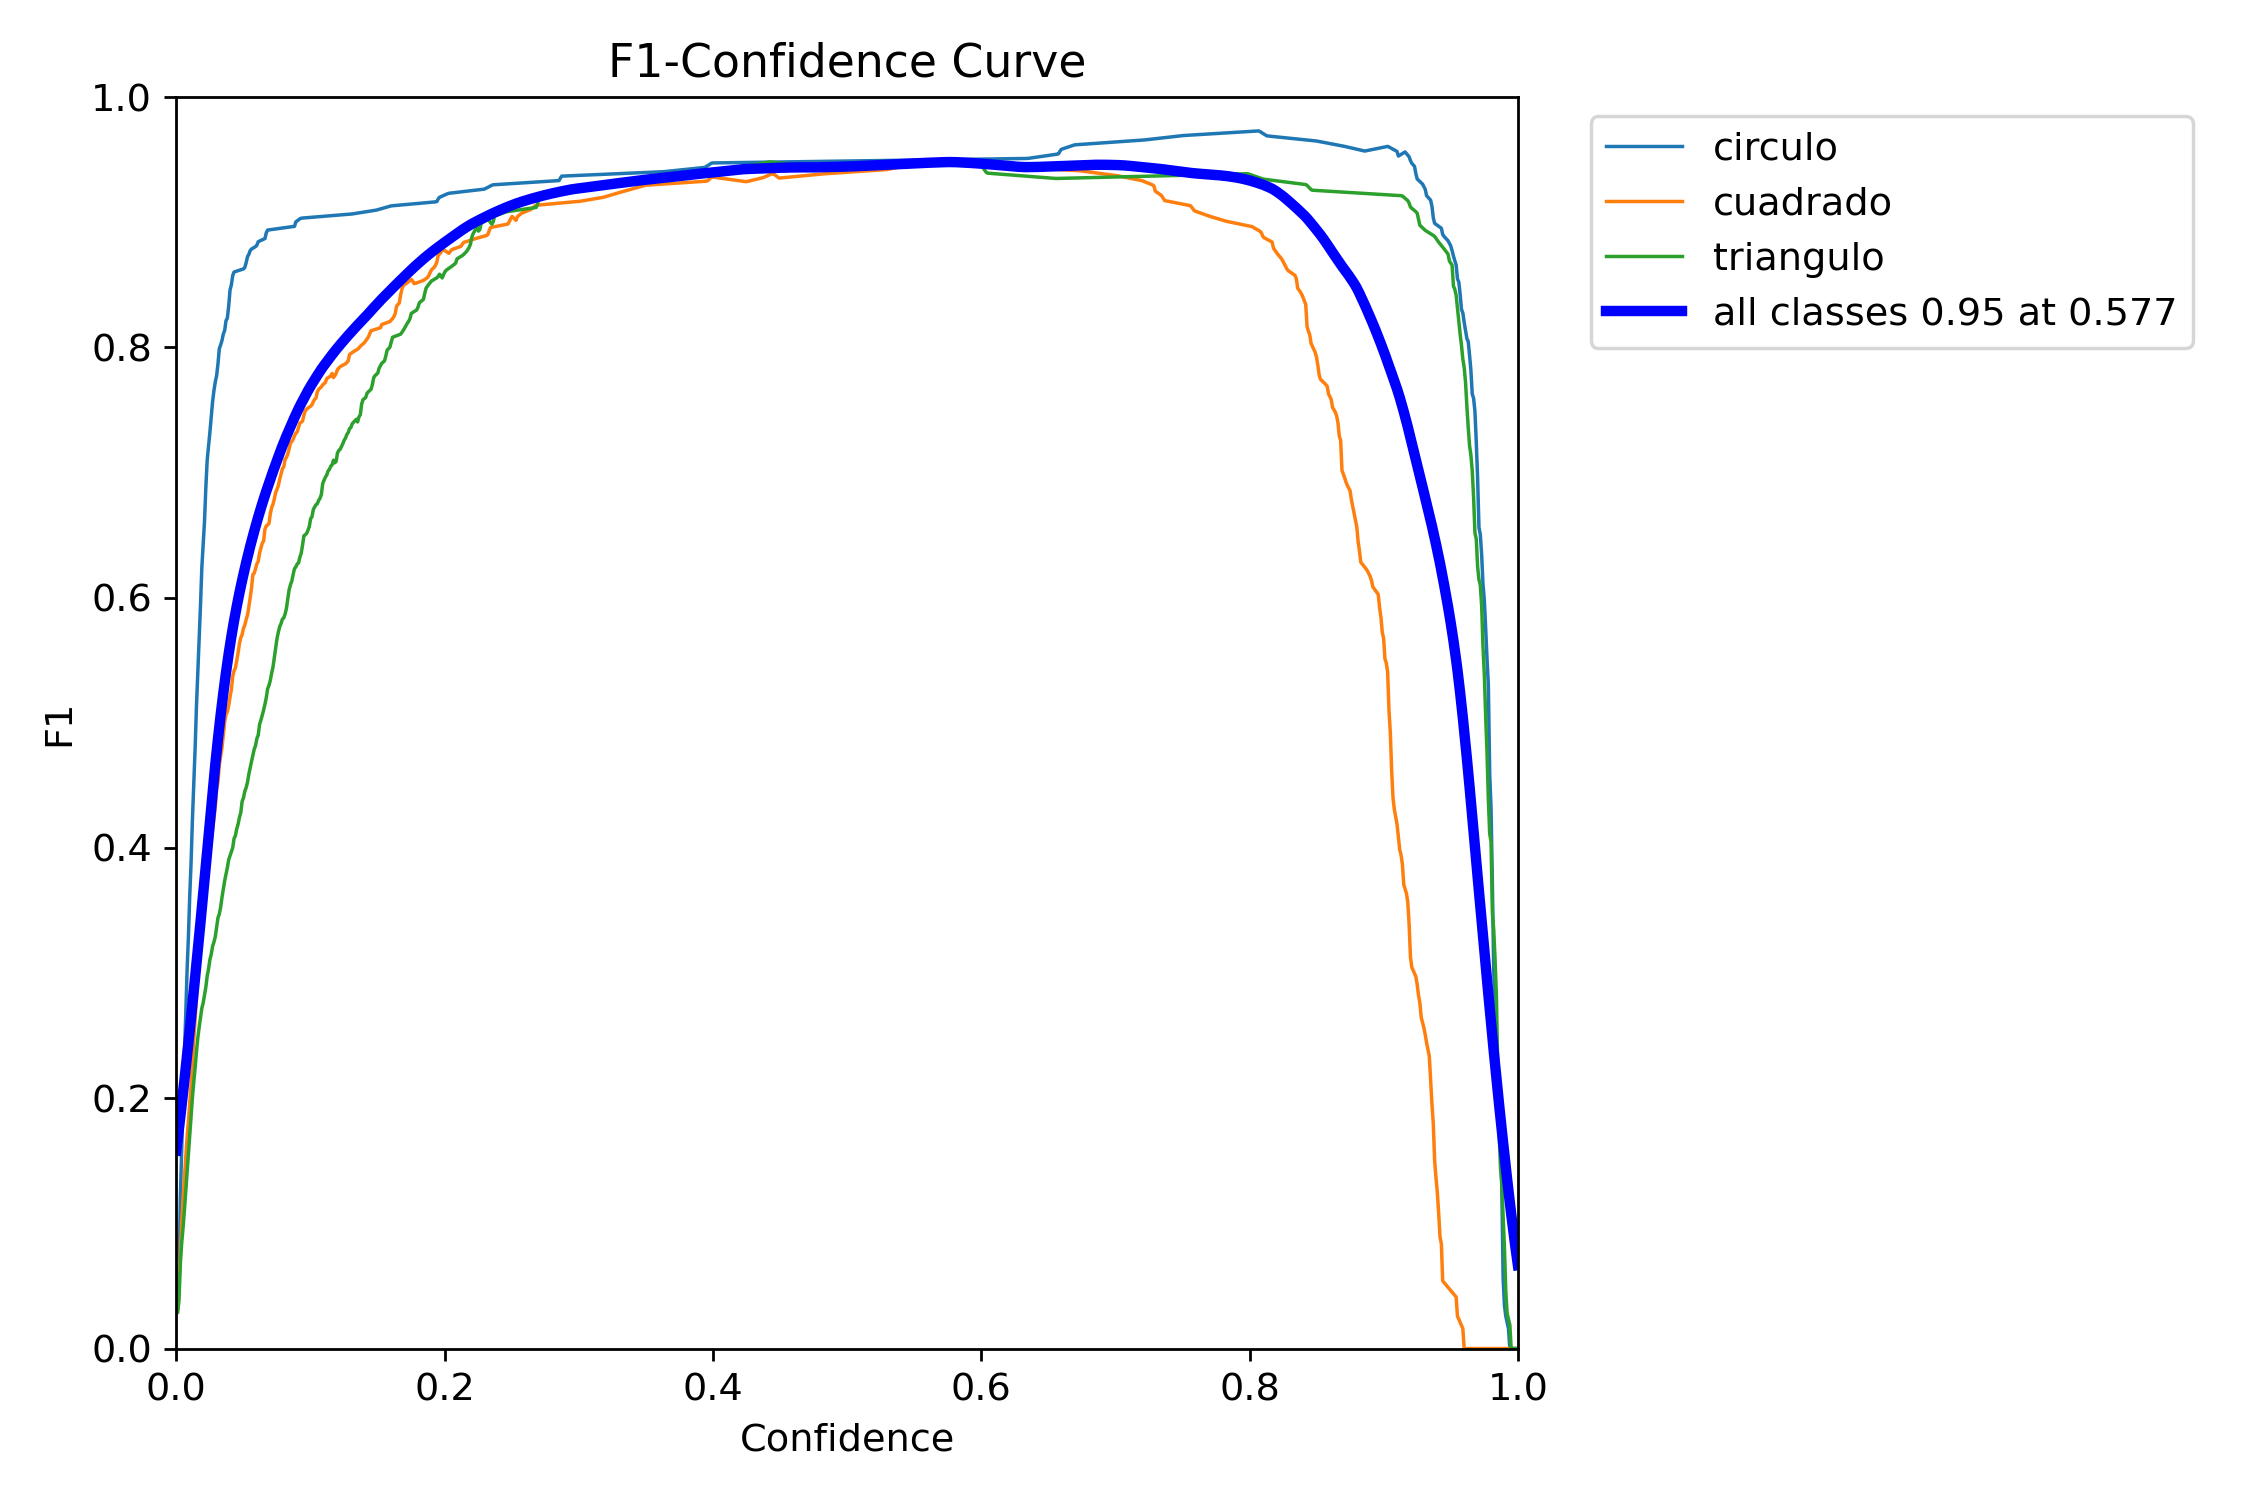 F1-Confidence Curve
circulo
cuadrado
triangulo
all classes 0.95 at 0.577
1.0
0.8
0.6
0.4
0.2
0.0
F1
0.0 0.2 0.4 0.6 0.8 1.0
Confidence